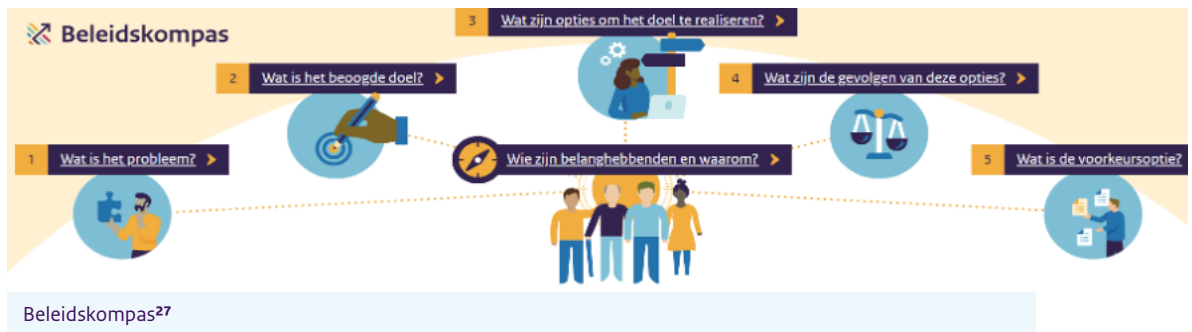 Beleidskompas
1 Wat is het probleem? >
2 Wat is het beoogde doel? >
3 Wat zijn opties om het doel te realiseren? >
4 Wat zijn de gevolgen van deze opties? >
5 Wat is de voorkeursoptie?
Wie zijn belanghebbenden en waarom? >
Beleidskompas27